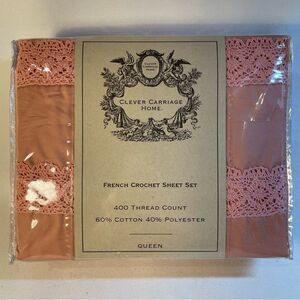 CLEVER CARRIAGE
HOME.
FRENCH CROCHET SHEET SET
400 THREAD COUNT
60% COTTON 40% POLYESTER
QUEEN